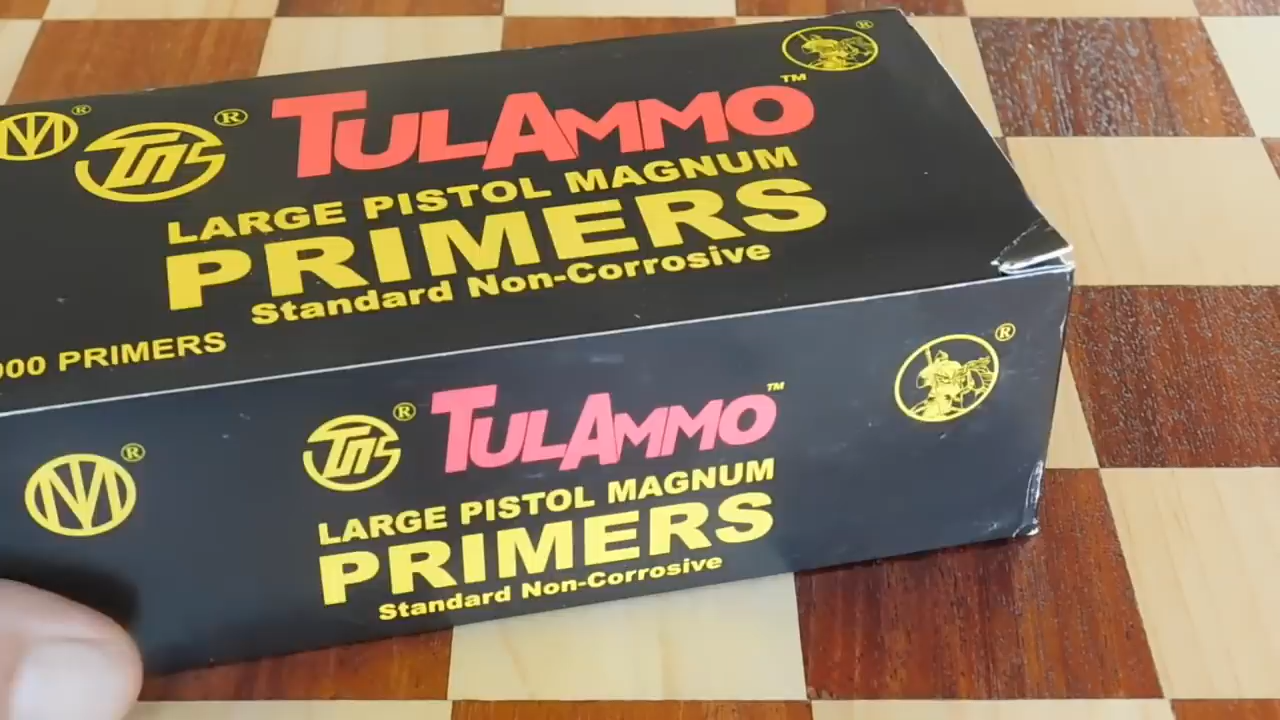 TULAMMO™
LARGE PISTOL MAGNUM
PRIMERS
Standard Non-Corrosive
PRIMERS
TULAMMO™
LARGE PISTOL MAGNUM
PRIMERS
Standard Non-Corrosive